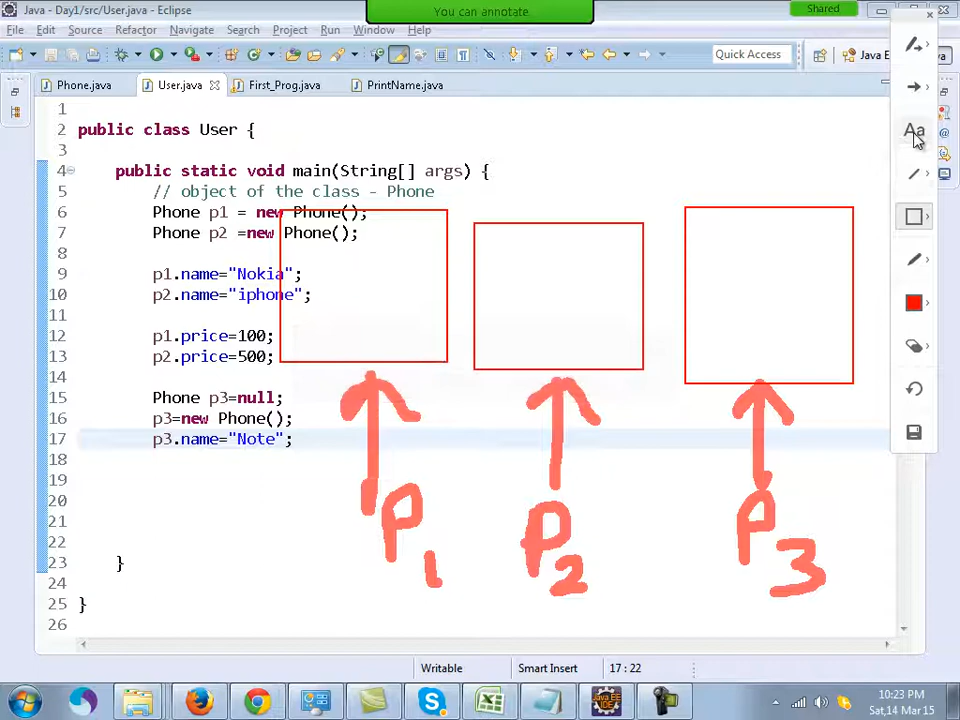 Java - Day1/src/User.java - Eclipse
You can annotate.
Shared
File Edit Source Refactor Navigate Search Project Run Window Help
Quick Access
Java E
Phone.java
User.java
First_Prog.java
PrintName.java
1
2 public class User {
3
4 public static void main(String[] args) {
5 // object of the class - Phone
6 Phone p1 = new Phone();
7 Phone p2 =new Phone();
8
9 p1.name="Nokia";
10 p2.name="iphone";
11
12 p1.price=100;
13 p2.price=500;
14
15 Phone p3=null;
16 p3=new Phone();
17 p3.name="Note";
18
19
20
21
22
23 }
24
25 }
26
P1
P2
P3
Aa
Writable
Smart Insert
17 : 22
Java EE
IDE
10:23 PM
Sat,14 Mar 15